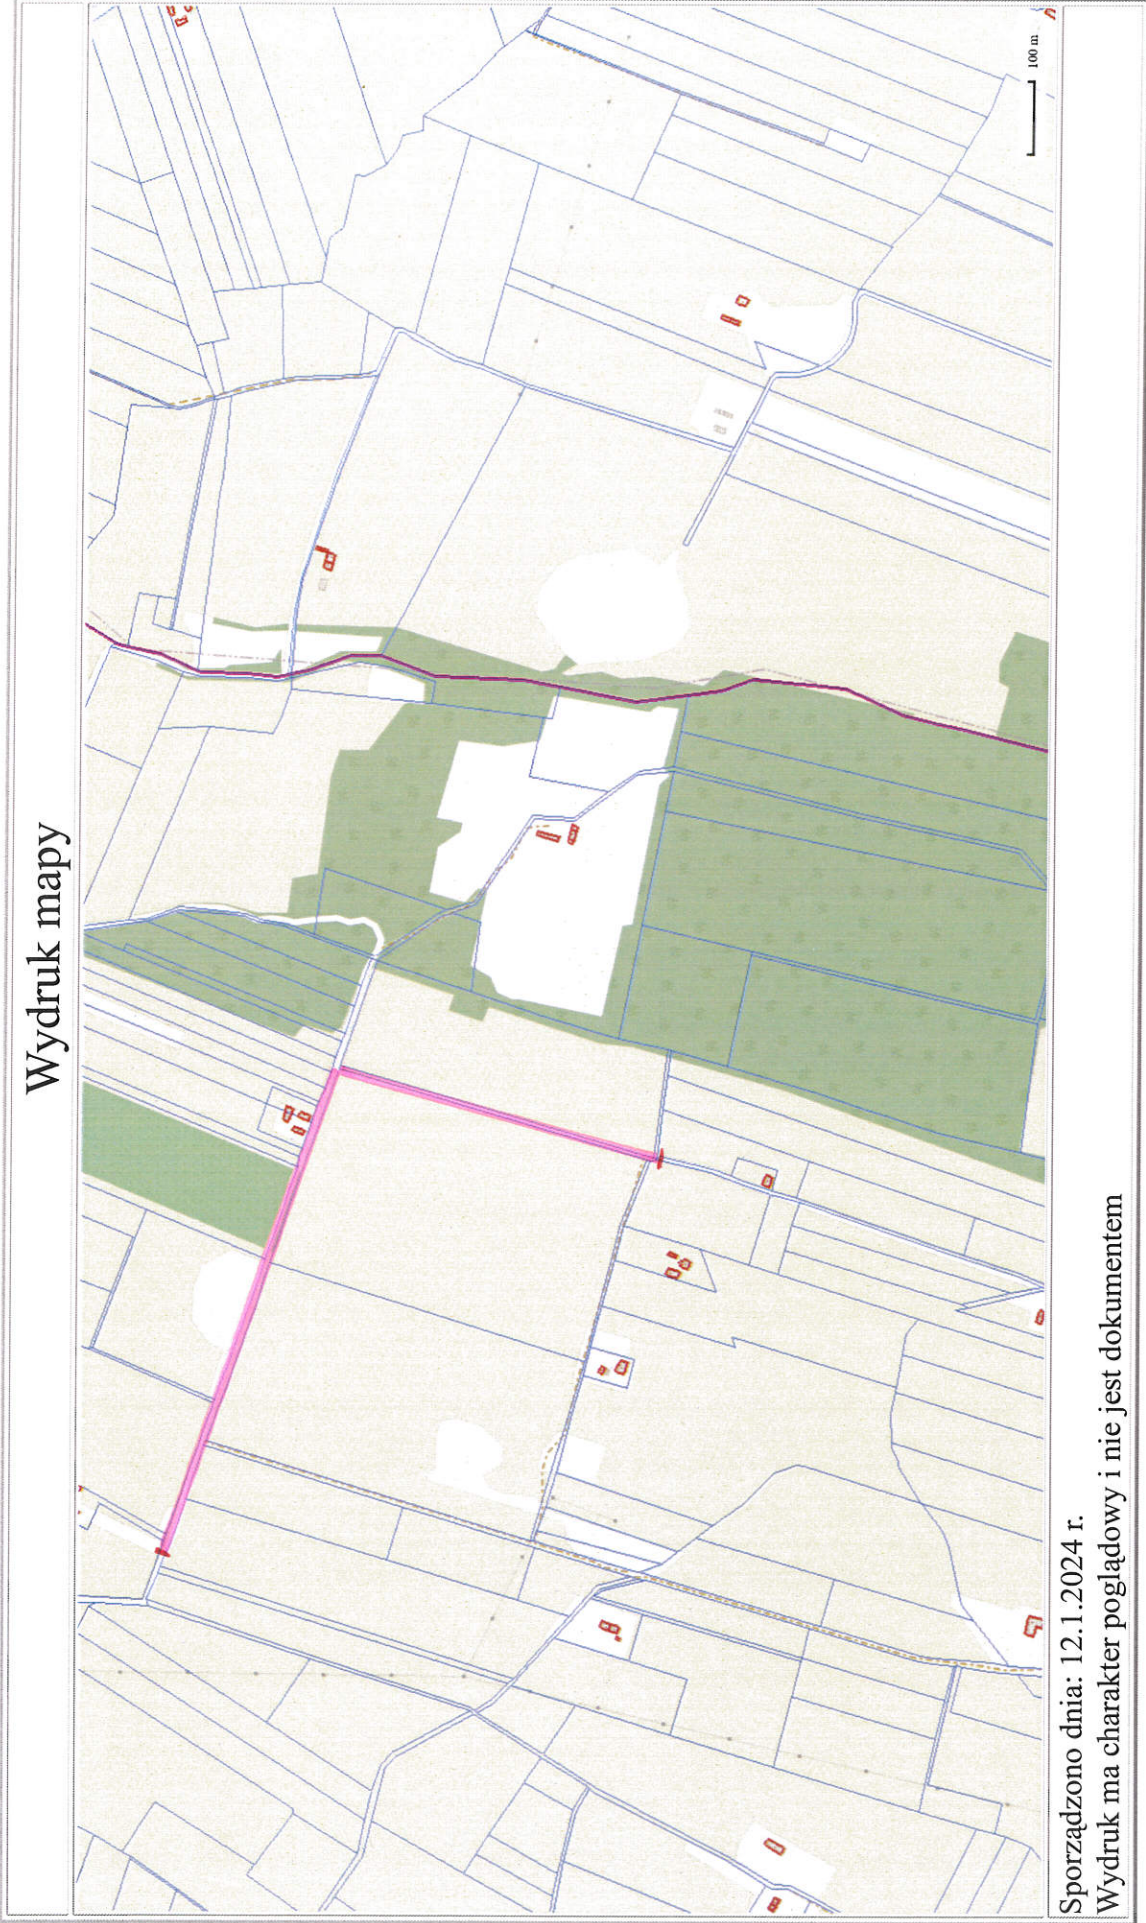 Wydruk mapy
100 m
Sporządzono dnia: 12.1.2024 r.
Wydruk ma charakter poglądowy i nie jest dokumentem